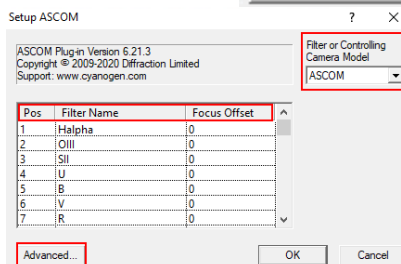 Setup ASCOM ? ×
ASCOM Plug-in Version 6.21.3
Copyright © 2009-2020 Diffraction Limited
Support: www.cyanogen.com
Filter or Controlling
Camera Model
ASCOM
Pos Filter Name Focus Offset
1 Halpha 0
2 OIII 0
3 SII 0
4 U 0
5 B 0
6 V 0
7 R 0
Advanced... OK Cancel